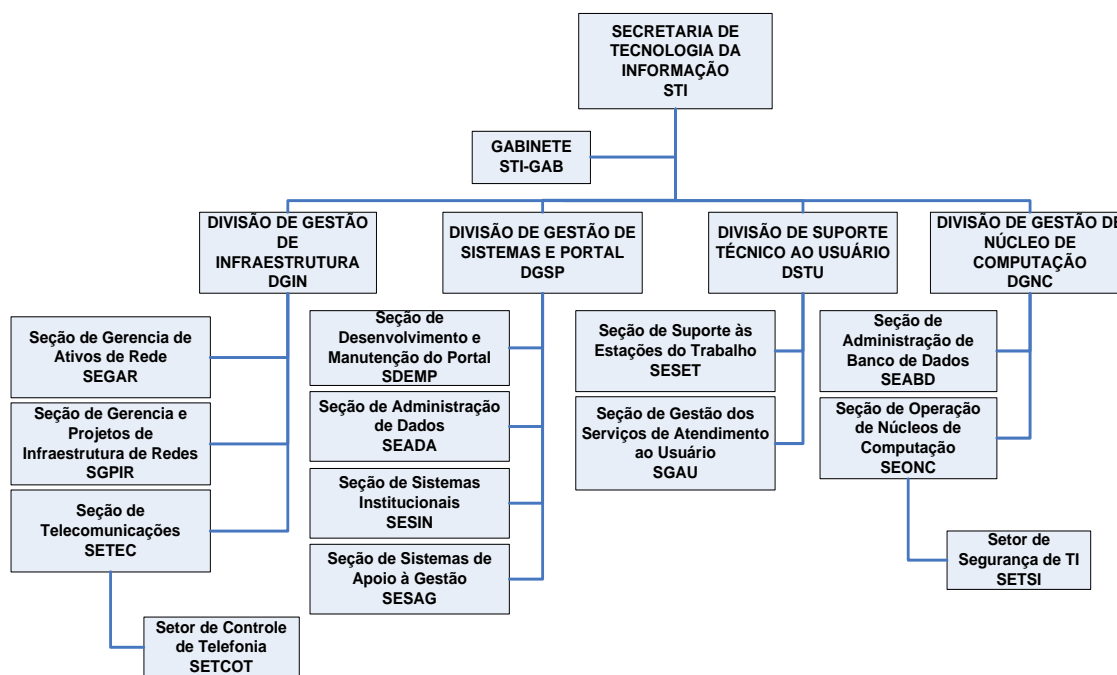 SECRETARIA DE
TECNOLOGIA DA
INFORMAÇÃO
STI
GABINETE
STI-GAB
DIVISÃO DE GESTÃO
DE
INFRAESTRUTURA
DGIN
DIVISÃO DE GESTÃO DE
SISTEMAS E PORTAL
DGSP
DIVISÃO DE SUPORTE
TÉCNICO AO USUÁRIO
DSTU
DIVISÃO DE GESTÃO DE
NÚCLEO DE
COMPUTAÇÃO
DGNC
Seção de Gerencia de
Ativos de Rede
SEGAR
Seção de Gerencia e
Projetos de
Infraestrutura de Redes
SGPIR
Seção de
Telecomunicações
SETEC
Setor de Controle
de Telefonia
SETCOT
Seção de
Desenvolvimento e
Manutenção do Portal
SDEMP
Seção de Administração
de Dados
SEADA
Seção de Sistemas
Institucionais
SESIN
Seção de Sistemas de
Apoio à Gestão
SESAG
Seção de Suporte às
Estações do Trabalho
SESET
Seção de Gestão dos
Serviços de Atendimento
ao Usuário
SGAU
Seção de
Administração de
Banco de Dados
SEABD
Seção de Operação
de Núcleos de
Computação
SEONC
Setor de
Segurança de TI
SETSI